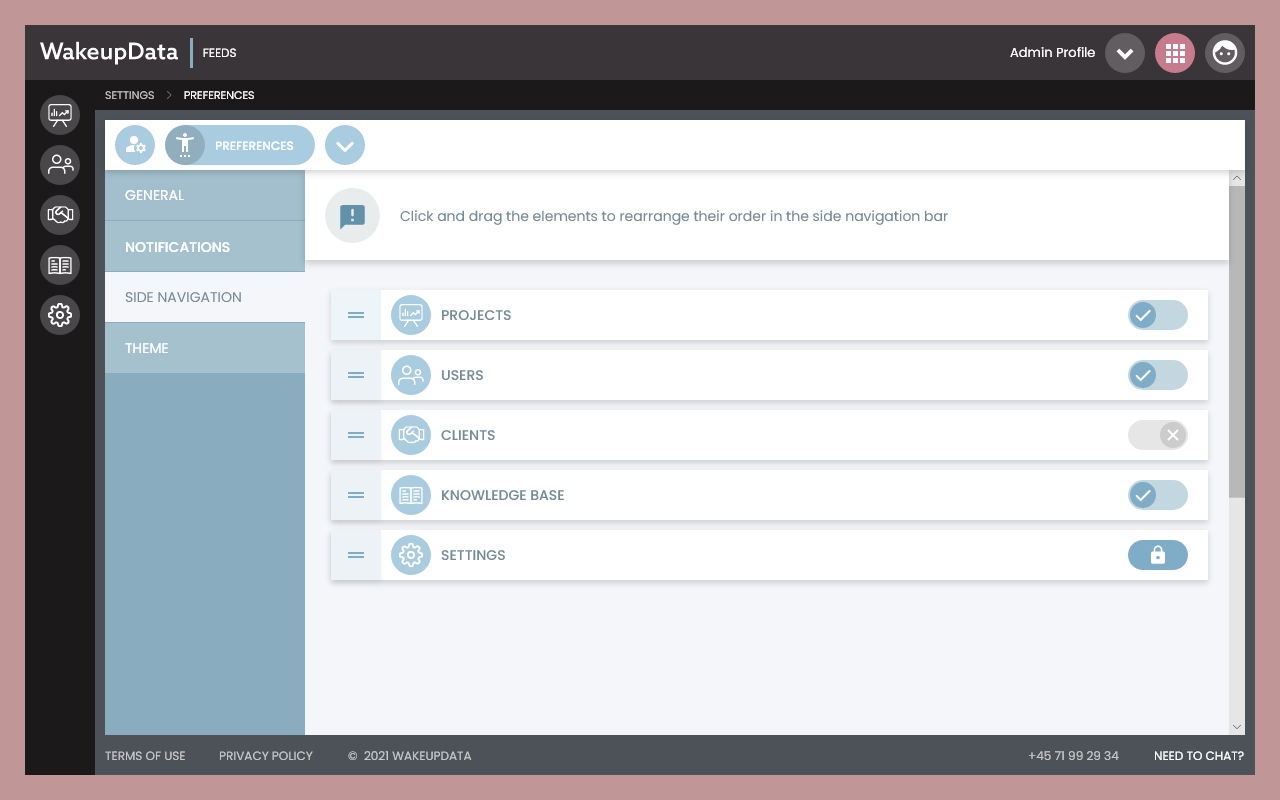 WakeupData
FEEDS
Admin Profile
SETTINGS > PREFERENCES
PREFERENCES
GENERAL
NOTIFICATIONS
SIDE NAVIGATION
THEME
Click and drag the elements to rearrange their order in the side navigation bar
PROJECTS
USERS
CLIENTS
KNOWLEDGE BASE
SETTINGS
TERMS OF USE
PRIVACY POLICY
© 2021 WAKEUPDATA
+45 71 99 29 34
NEED TO CHAT?